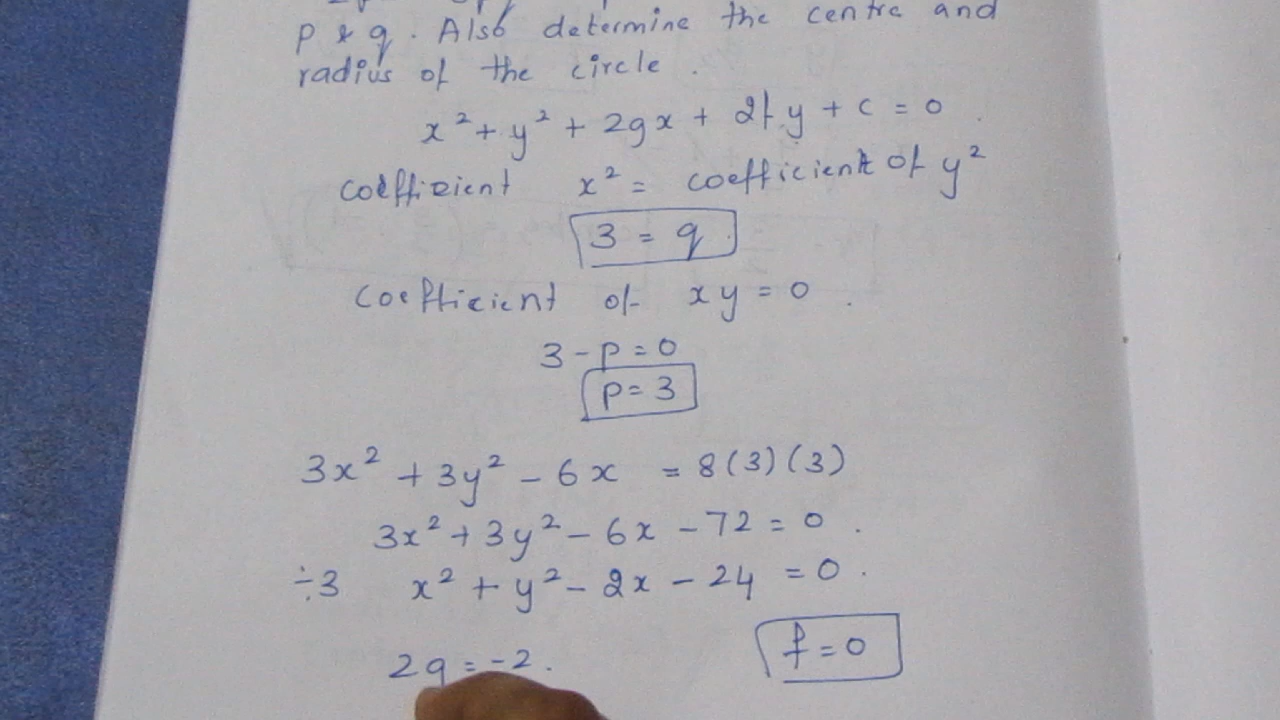 p & q. Also determine the centre and
radius of the circle.
x² + y² + 2gx + 2fy + c = 0.
coefficient x² = coefficient of y²
3 = q.
coefficient of xy = 0.
3 - p = 0
p = 3
3x² + 3y² - 6x = 8(3)(3)
3x² + 3y² - 6x - 72 = 0.
÷3 x² + y² - 2x - 24 = 0.
2g = -2. f = 0